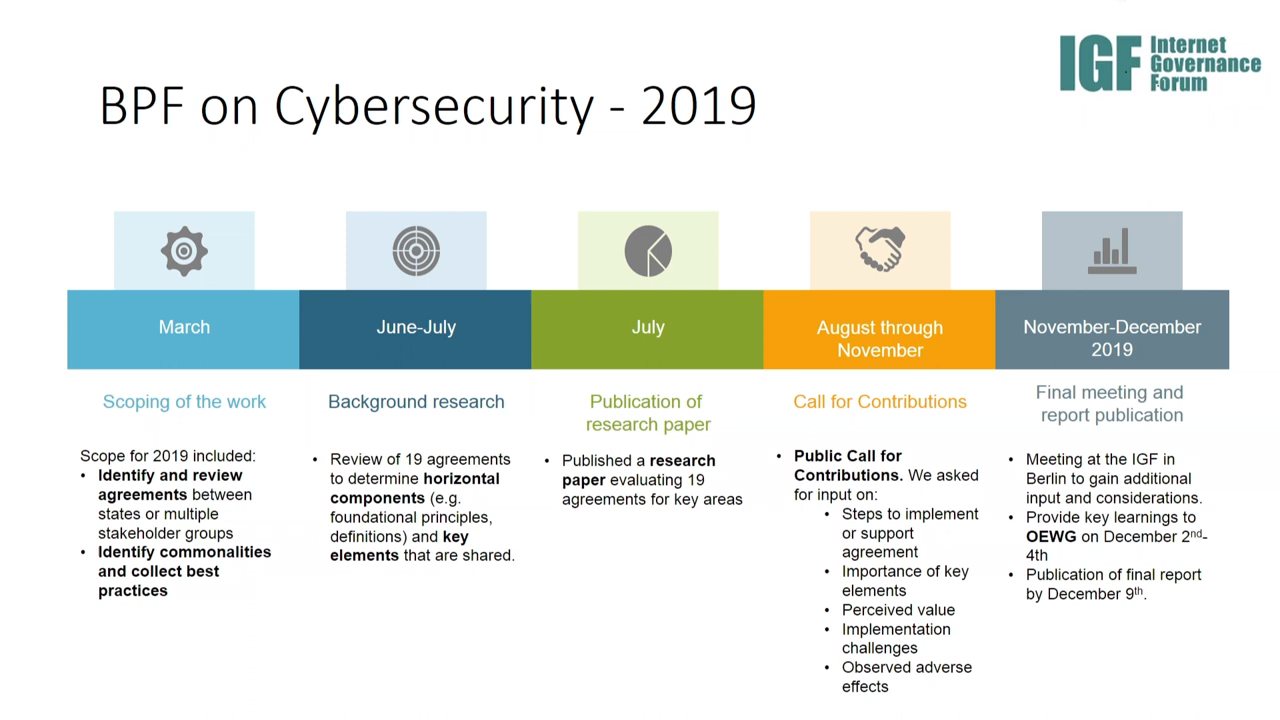 IGF Internet
Governance
Forum
BPF on Cybersecurity - 2019
March
Scoping of the work
Scope for 2019 included:
• Identify and review
agreements between
states or multiple
stakeholder groups
• Identify commonalities
and collect best
practices
June-July
Background research
• Review of 19 agreements
to determine horizontal
components (e.g.
foundational principles,
definitions) and key
elements that are shared.
July
Publication of
research paper
• Published a research
paper evaluating 19
agreements for key areas
August through
November
Call for Contributions
• Public Call for
Contributions. We asked
for input on:
• Steps to implement
or support
agreement
• Importance of key
elements
• Perceived value
• Implementation
challenges
• Observed adverse
effects
November-December
2019
Final meeting and
report publication
• Meeting at the IGF in
Berlin to gain additional
input and considerations.
• Provide key learnings to
OEWG on December 2nd-
4th
• Publication of final report
by December 9th.